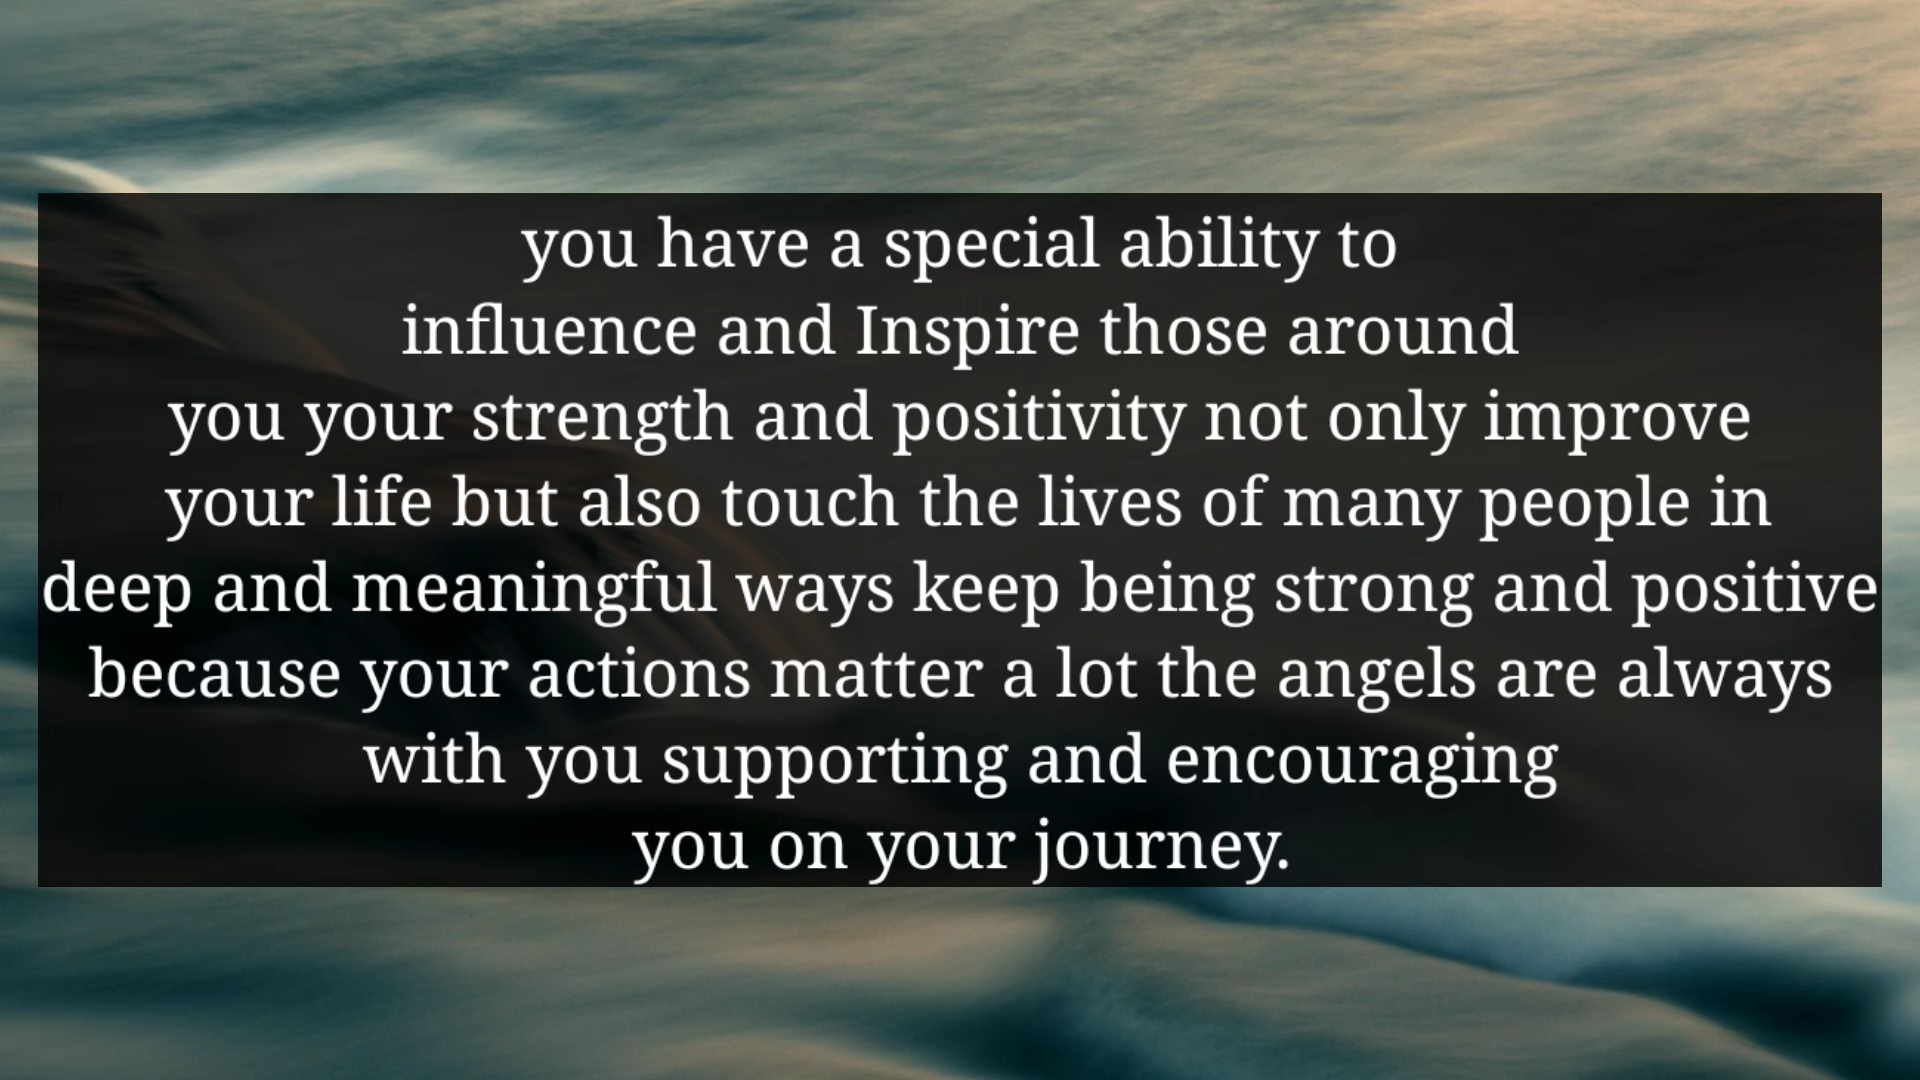 you have a special ability to
influence and Inspire those around
you your strength and positivity not only improve
your life but also touch the lives of many people in
deep and meaningful ways keep being strong and positive
because your actions matter a lot the angels are always
with you supporting and encouraging
you on your journey.